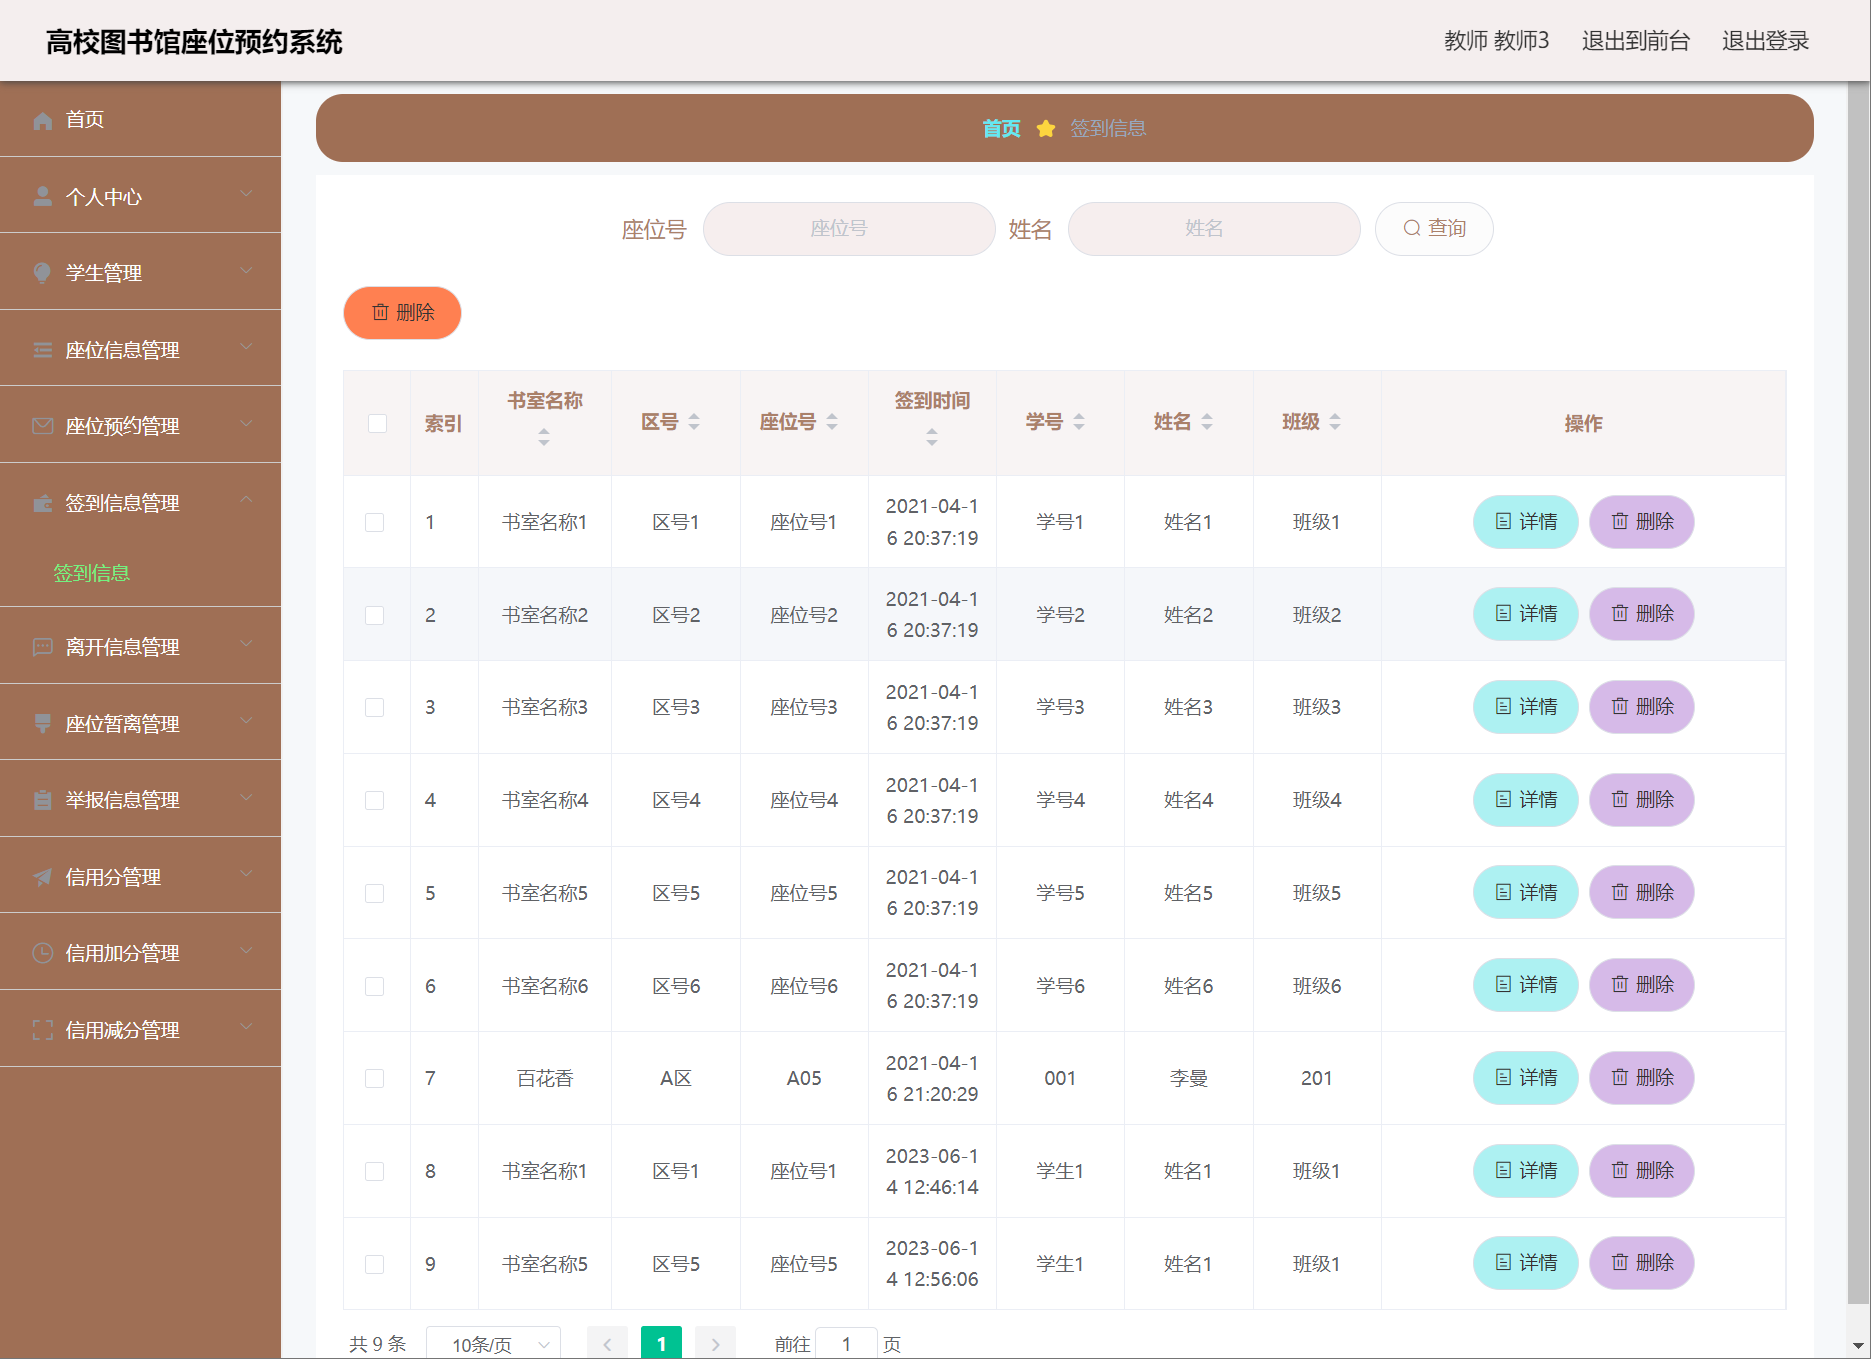 高校图书馆座位预约系统
教师 教师3 退出到前台 退出登录
首页
个人中心
学生管理
座位信息管理
座位预约管理
签到信息管理
签到信息
离开信息管理
座位暂离管理
举报信息管理
信用分管理
信用加分管理
信用减分管理
首页 签到信息
座位号 座位号 姓名 姓名 查询
删除
索引 书室名称 区号 座位号 签到时间 学号 姓名 班级 操作
1 书室名称1 区号1 座位号1 2021-04-1
6 20:37:19 学号1 姓名1 班级1 详情 删除
2 书室名称2 区号2 座位号2 2021-04-1
6 20:37:19 学号2 姓名2 班级2 详情 删除
3 书室名称3 区号3 座位号3 2021-04-1
6 20:37:19 学号3 姓名3 班级3 详情 删除
4 书室名称4 区号4 座位号4 2021-04-1
6 20:37:19 学号4 姓名4 班级4 详情 删除
5 书室名称5 区号5 座位号5 2021-04-1
6 20:37:19 学号5 姓名5 班级5 详情 删除
6 书室名称6 区号6 座位号6 2021-04-1
6 20:37:19 学号6 姓名6 班级6 详情 删除
7 百花香 A区 A05 2021-04-1
6 21:20:29 001 李曼 201 详情 删除
8 书室名称1 区号1 座位号1 2023-06-1
4 12:46:14 学生1 姓名1 班级1 详情 删除
9 书室名称5 区号5 座位号5 2023-06-1
4 12:56:06 学生1 姓名1 班级1 详情 删除
共 9 条 10条/页 1 前往 1 页